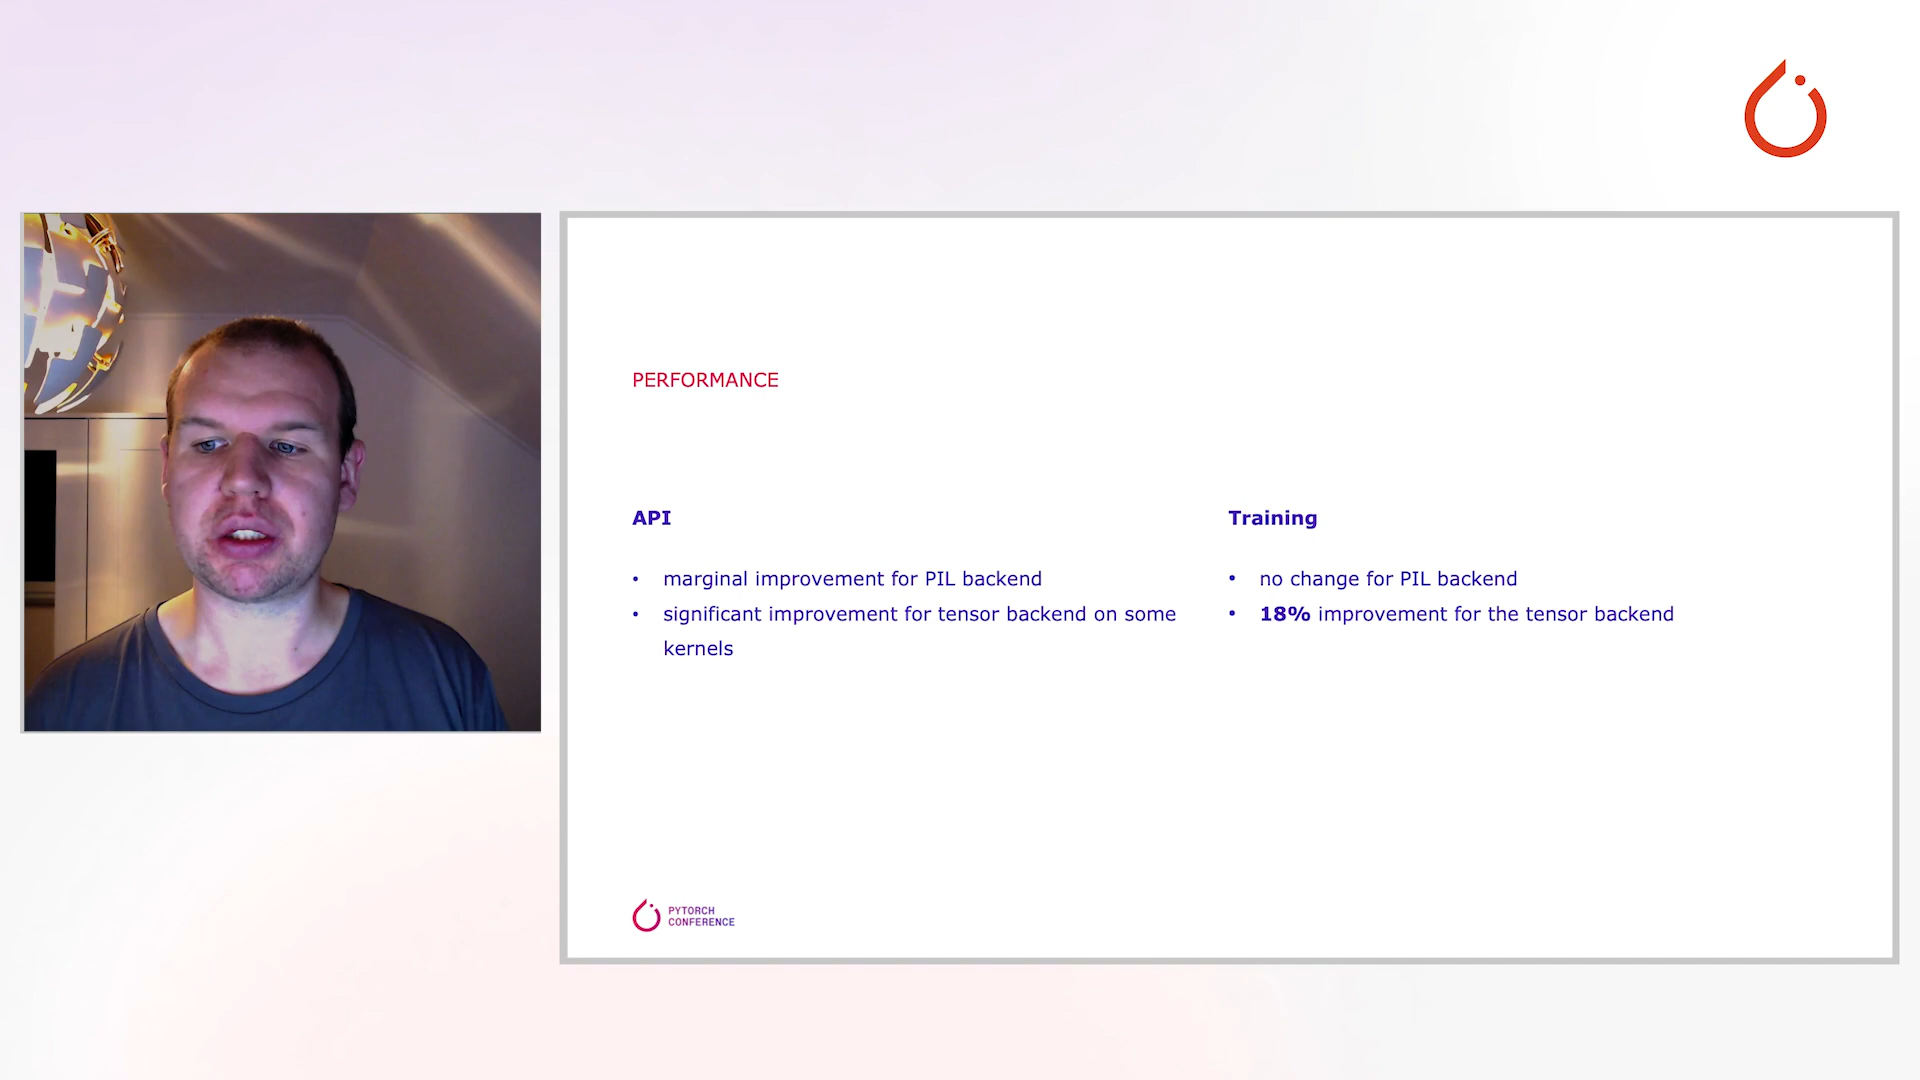 PERFORMANCE
API
• marginal improvement for PIL backend
• significant improvement for tensor backend on some
kernels
Training
• no change for PIL backend
• 18% improvement for the tensor backend
PYTORCH
CONFERENCE